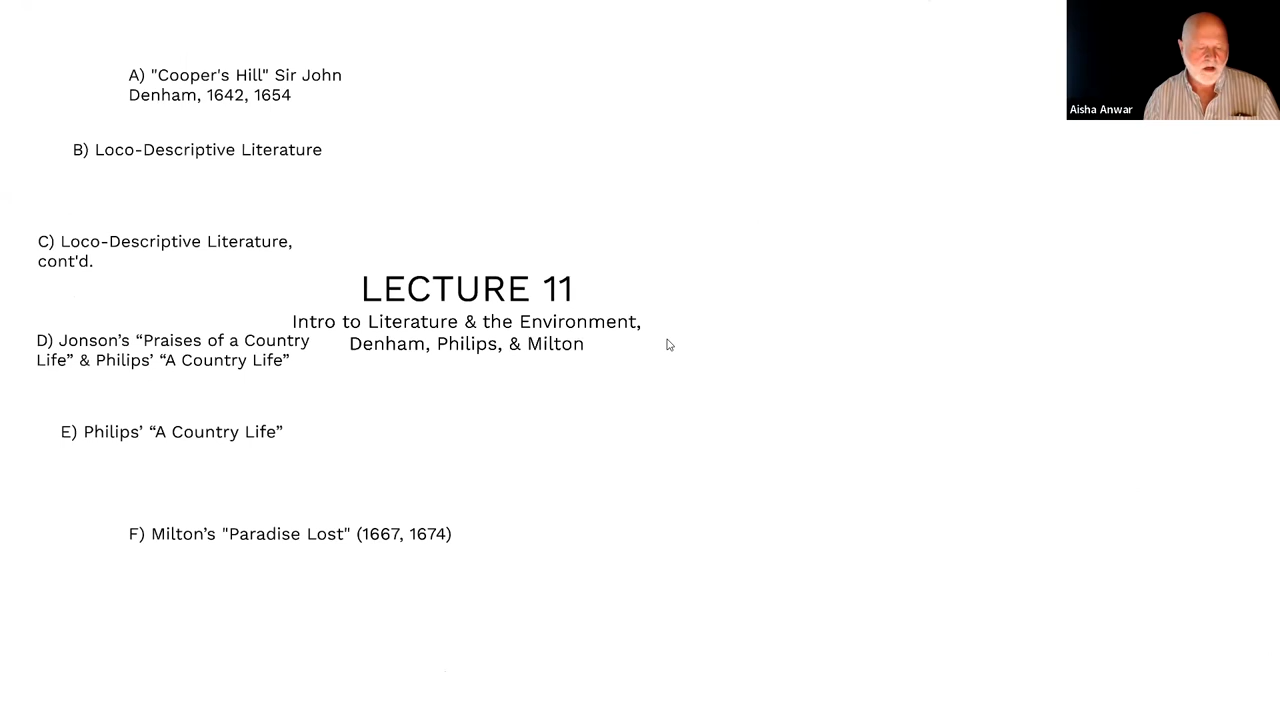 A) "Cooper's Hill" Sir John
Denham, 1642, 1654
Aisha Anwar
B) Loco-Descriptive Literature
C) Loco-Descriptive Literature,
cont'd.
LECTURE 11
Intro to Literature & the Environment,
Denham, Philips, & Milton
D) Jonson’s “Praises of a Country
Life” & Philips’ “A Country Life”
E) Philips’ “A Country Life”
F) Milton’s "Paradise Lost" (1667, 1674)